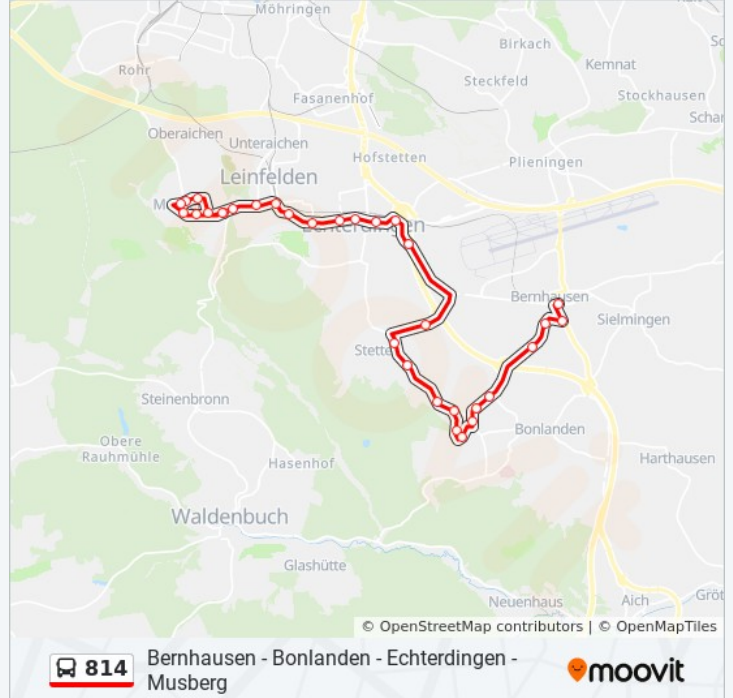 Möhringen
Birkach
Rohr
Kemnat
Steckfeld
Fasanenhof
Stockhausen
Oberaichen
Unteraichen
Hofstetten
Plieningen
Leinfelden
Echterdingen
Bernhausen
Sielmingen
Steinenbronn
Obere
Rauhmühle
Bonlanden
Hasenhof
Harthausen
Waldenbuch
Glashütte
Neuenhaus
Aich
© OpenStreetMap contributors | © OpenMapTiles
814
Bernhausen - Bonlanden - Echterdingen -
Musberg
moovit